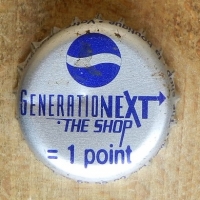 GENERATIONEXT
·THE SHOP
= 1 point